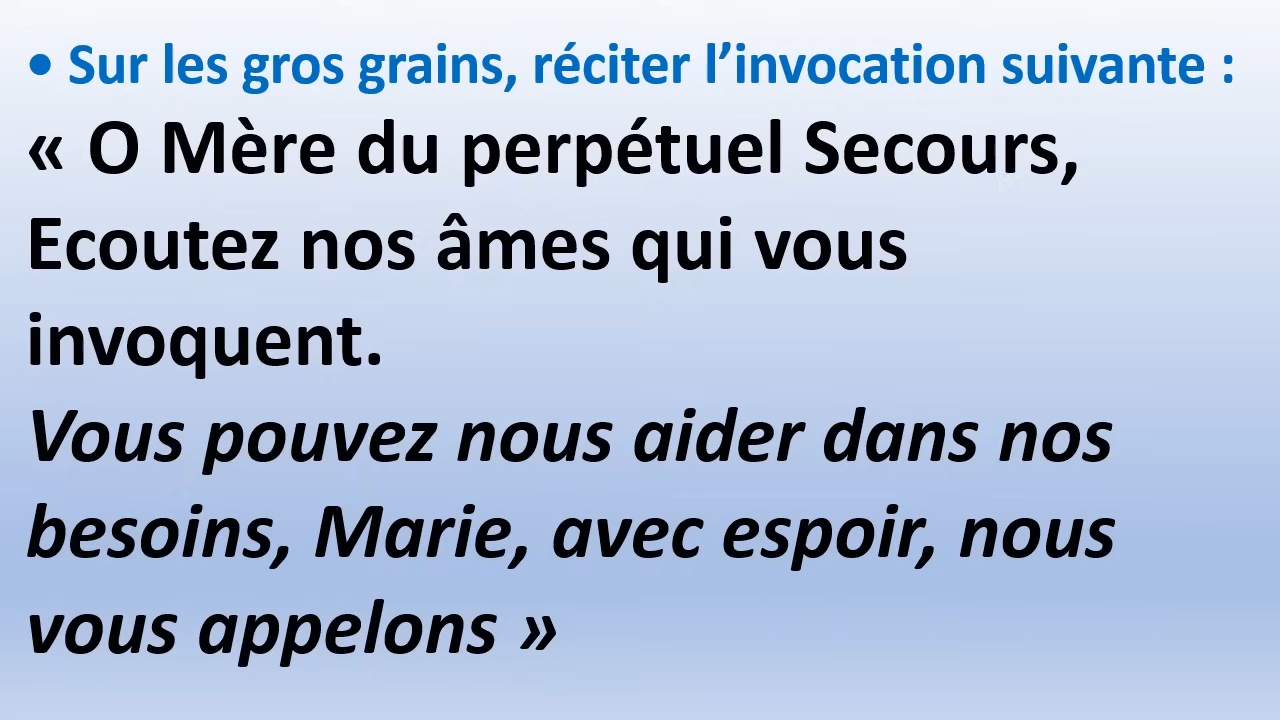 • Sur les gros grains, réciter l’invocation suivante :
« O Mère du perpétuel Secours,
Ecoutez nos âmes qui vous
invoquent.
Vous pouvez nous aider dans nos
besoins, Marie, avec espoir, nous
vous appelons »